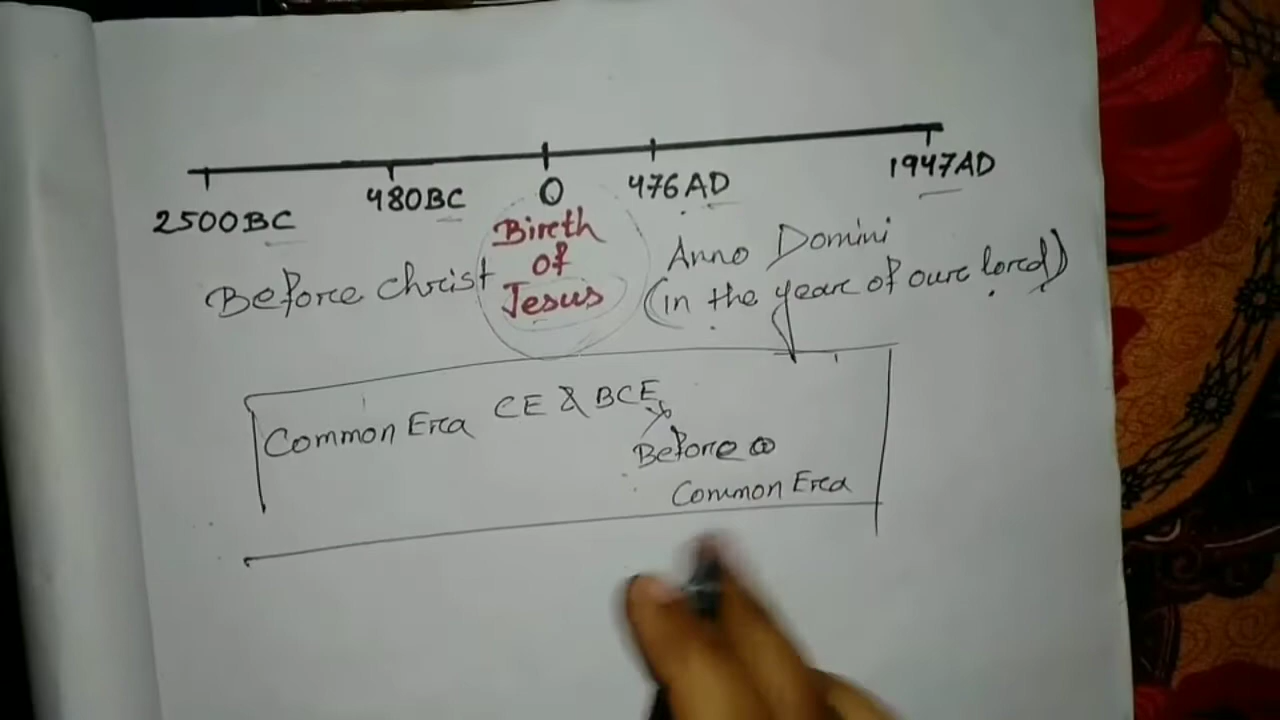 2500BC 480BC 0 476AD 1947AD
Birth
of
Jesus
Before Christ
Anno Domini
(in the year of our lord)
Common Era CE & BCE
Before
Common Era